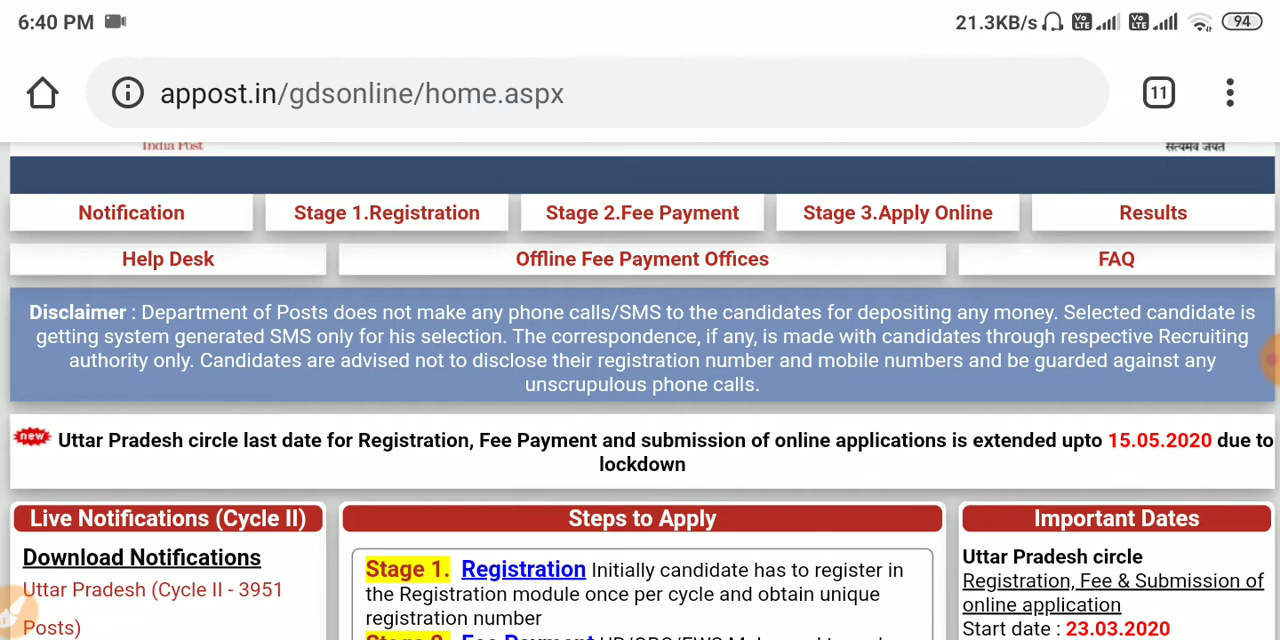 6:40 PM
21.3KB/s Vo LTE Vo LTE 94
appost.in/gdsonline/home.aspx
11
India Post
सत्यमेव जयते
Notification
Stage 1.Registration
Stage 2.Fee Payment
Stage 3.Apply Online
Results
Help Desk
Offline Fee Payment Offices
FAQ
Disclaimer : Department of Posts does not make any phone calls/SMS to the candidates for depositing any money. Selected candidate is
getting system generated SMS only for his selection. The correspondence, if any, is made with candidates through respective Recruiting
authority only. Candidates are advised not to disclose their registration number and mobile numbers and be guarded against any
unscrupulous phone calls.
new Uttar Pradesh circle last date for Registration, Fee Payment and submission of online applications is extended upto 15.05.2020 due to
lockdown
Live Notifications (Cycle II)
Download Notifications
Uttar Pradesh (Cycle II - 3951
Posts)
Steps to Apply
Stage 1. Registration Initially candidate has to register in
the Registration module once per cycle and obtain unique
registration number
Important Dates
Uttar Pradesh circle
Registration, Fee & Submission of
online application
Start date : 23.03.2020